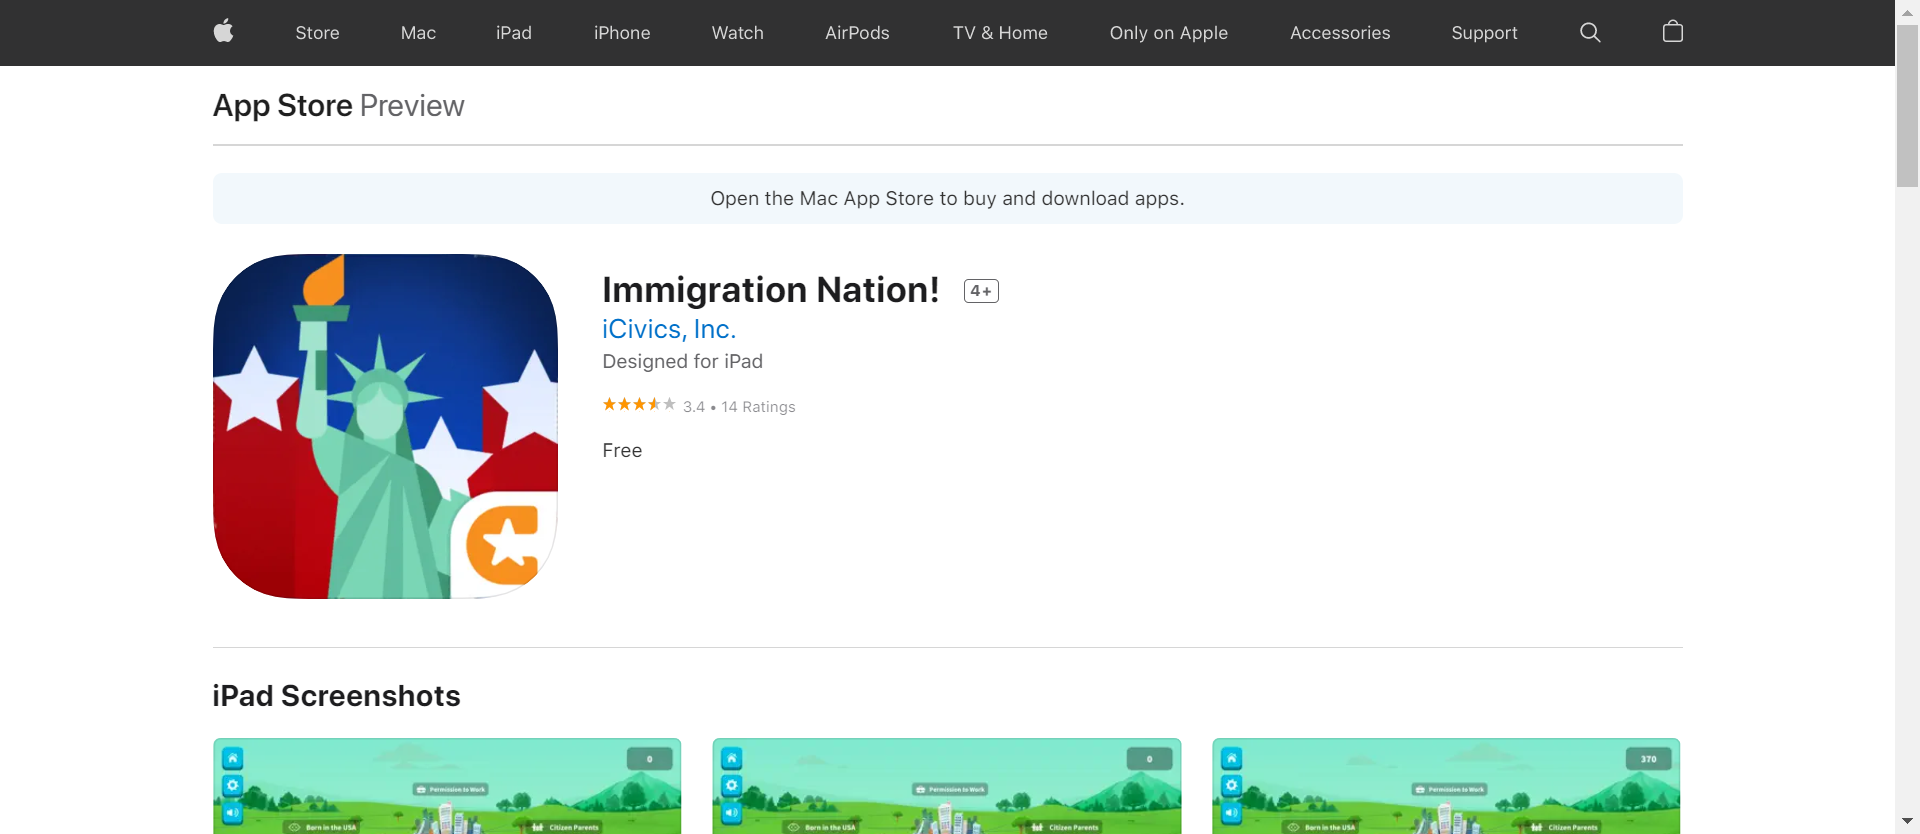 Store Mac iPad iPhone Watch AirPods TV & Home Only on Apple Accessories Support
App Store Preview
Open the Mac App Store to buy and download apps.
Immigration Nation! 4+
iCivics, Inc.
Designed for iPad
3.4 • 14 Ratings
Free
iPad Screenshots
0 0 370
Permission to Work Permission to Work Permission to Work
Born in the USA Citizen Parents Born in the USA Citizen Parents Born in the USA Citizen Parents